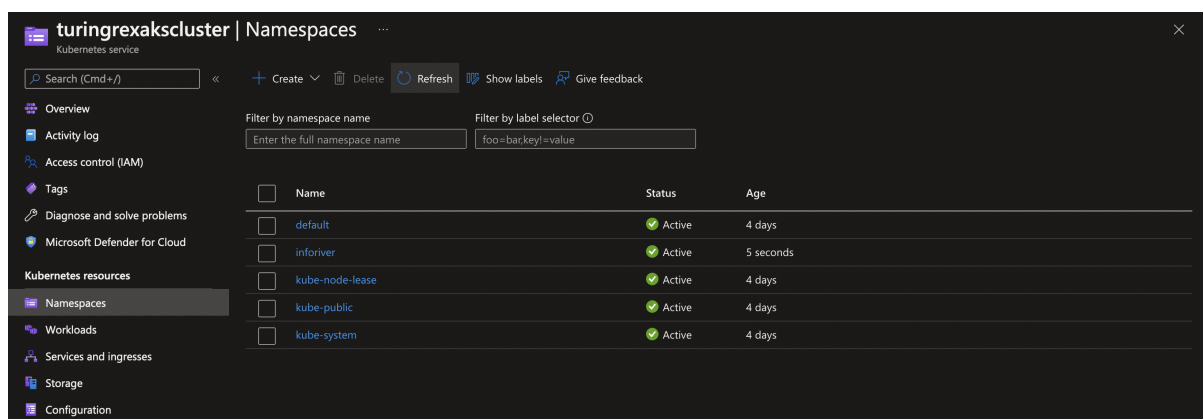 turingrexakscluster | Namespaces ...
Kubernetes service
Search (Cmd+/)
«
Overview
Activity log
Access control (IAM)
Tags
Diagnose and solve problems
Microsoft Defender for Cloud
Kubernetes resources
Namespaces
Workloads
Services and ingresses
Storage
Configuration
Create Delete Refresh Show labels Give feedback
Filter by namespace name Filter by label selector
Enter the full namespace name foo=bar,key!=value
Name Status Age
default Active 4 days
inforiver Active 5 seconds
kube-node-lease Active 4 days
kube-public Active 4 days
kube-system Active 4 days